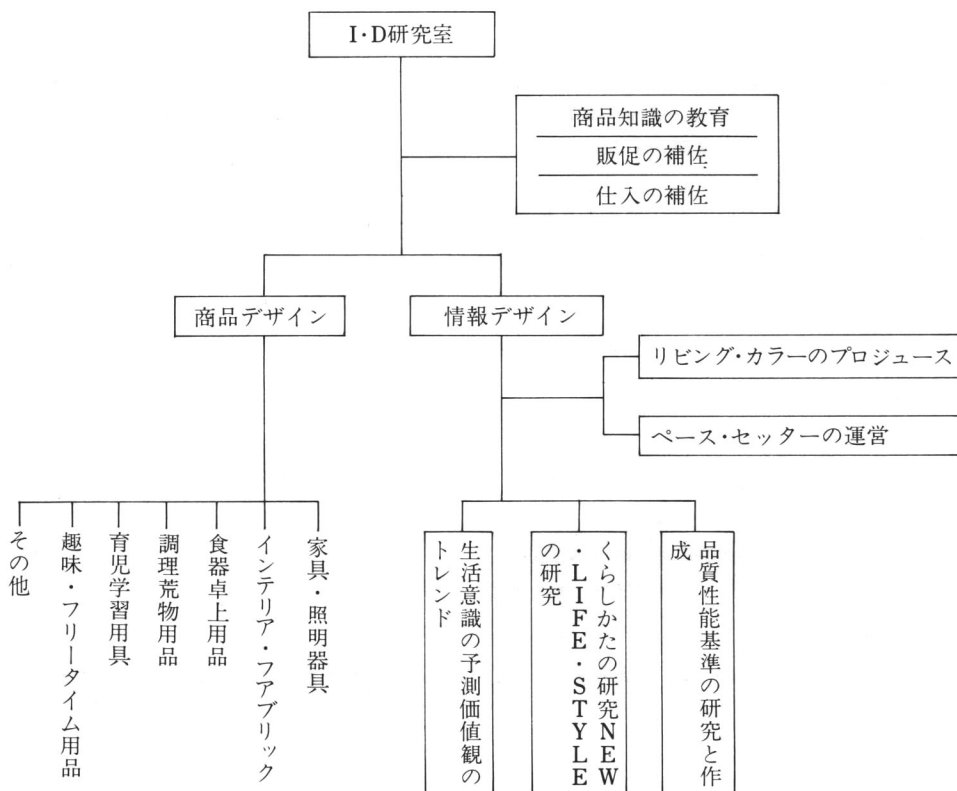 I・D研究室
商品知識の教育
販促の補佐
仕入の補佐
商品デザイン
情報デザイン
リビング・カラーのプロジュース
ペース・セッターの運営
家具・照明器具
インテリア・フアブリック
食器卓上用品
調理荒物用品
育児学習用具
趣味・フリータイム用品
その他
品質性能基準の研究と作
成
くらしかたの研究NEW
・LIFE・STYLE
の研究
生活意識の予測価値観の
トレンド